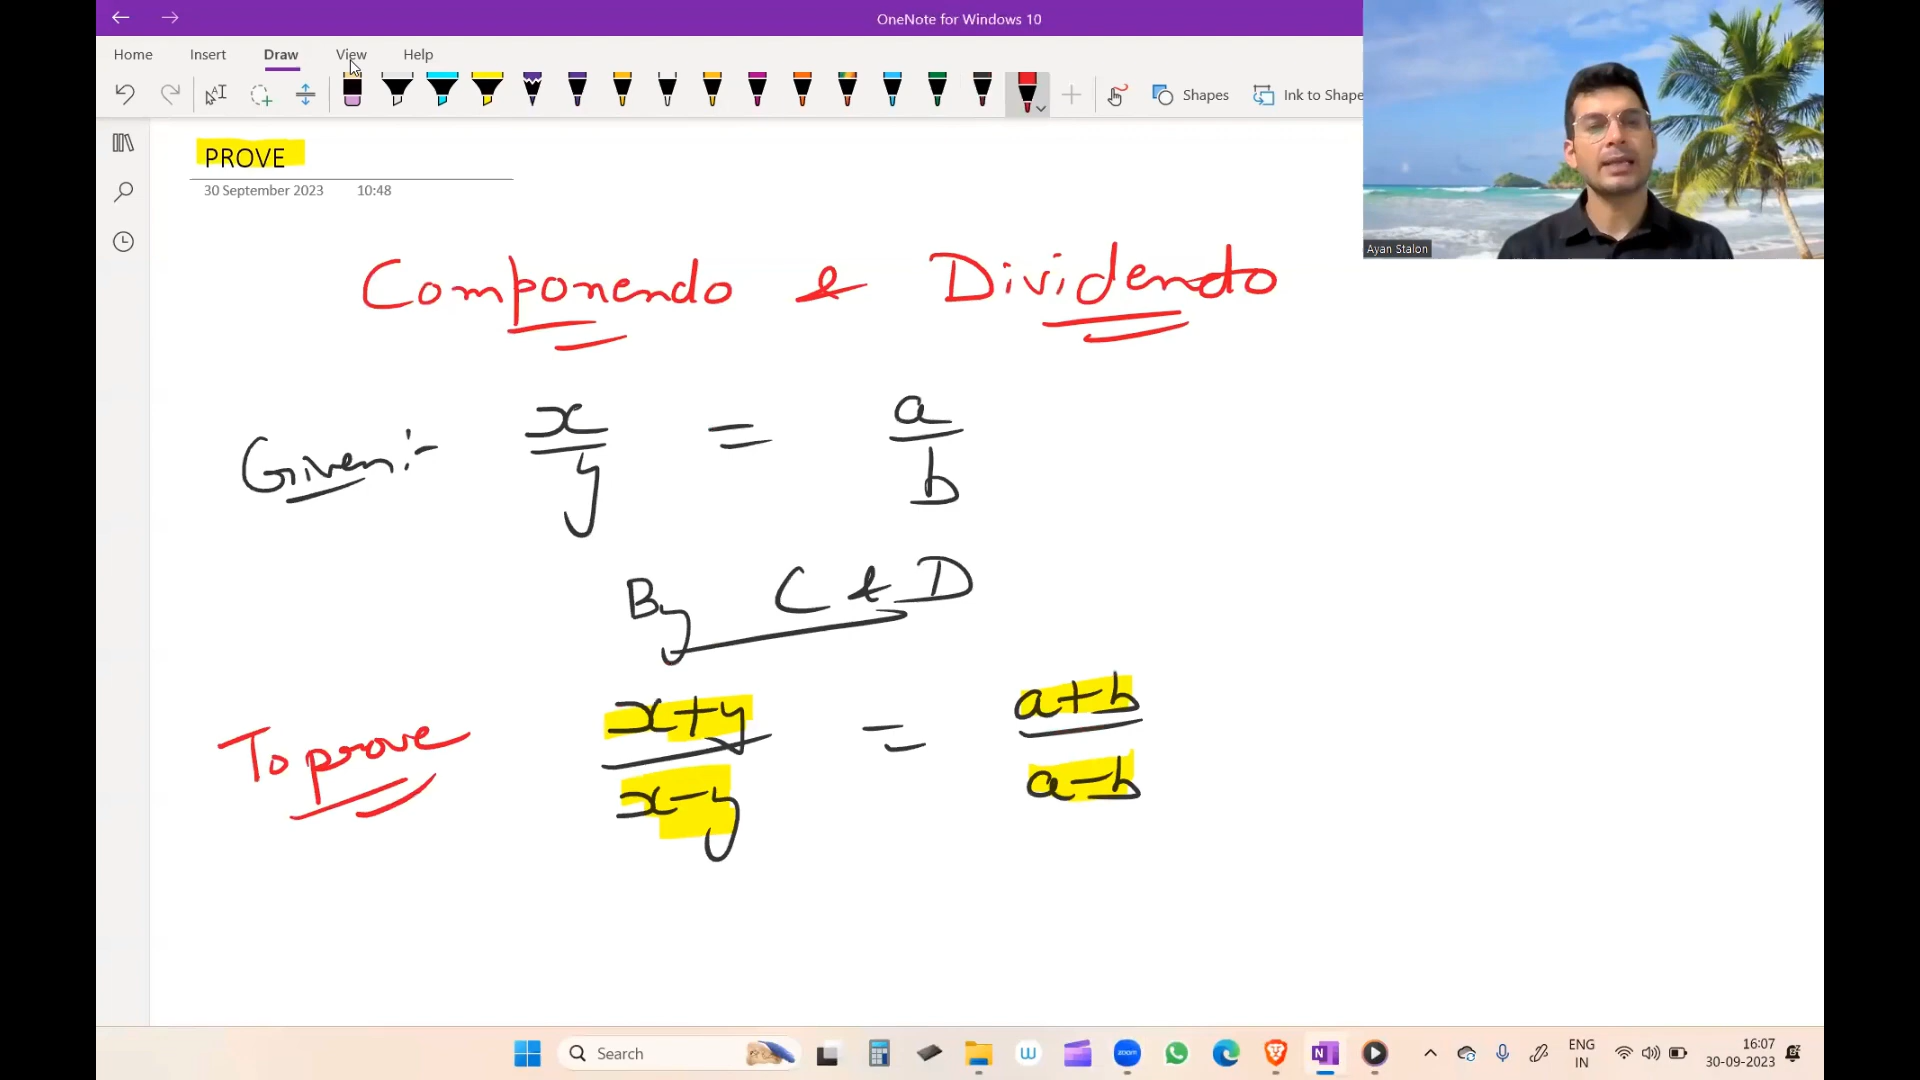 OneNote for Windows 10
Home Insert Draw View Help
Shapes Ink to Shape
PROVE
30 September 2023 10:48
Ayan Stalon
Componendo & Dividendo
Given:- x/y = a/b
By C & D
To prove x+y/x-y = a+b/a-b
Search
ENG
IN
16:07
30-09-2023